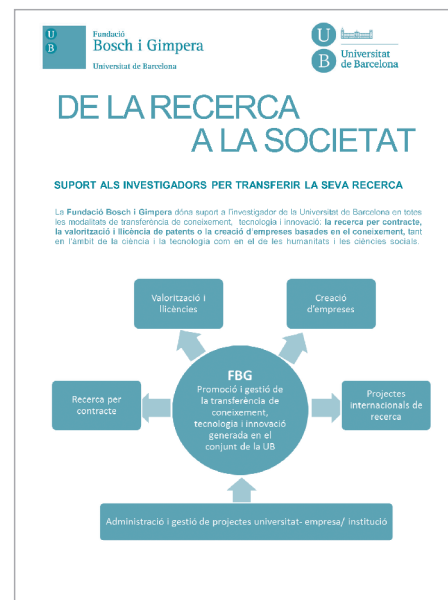 U
B
Fundació
Bosch i Gimpera
Universitat de Barcelona
U
B
Universitat
de Barcelona
DE LA RECERCA
A LA SOCIETAT
SUPORT ALS INVESTIGADORS PER TRANSFERIR LA SEVA RECERCA
La Fundació Bosch i Gimpera dóna suport a l'investigador de la Universitat de Barcelona en totes
les modalitats de transferència de coneixement, tecnologia i innovació: la recerca per contracte,
la valorització i llicència de patents o la creació d'empreses basades en el coneixement, tant
en l'àmbit de la ciència i la tecnologia com en el de les humanitats i les ciències socials.
Valorització i
llicències
Creació
d'empreses
FBG
Promoció i gestió de
la transferència de
coneixement,
tecnologia i innovació
generada en el
conjunt de la UB
Recerca per
contracte
Projectes
internacionals de
recerca
Administració i gestió de projectes universitat- empresa/ institució